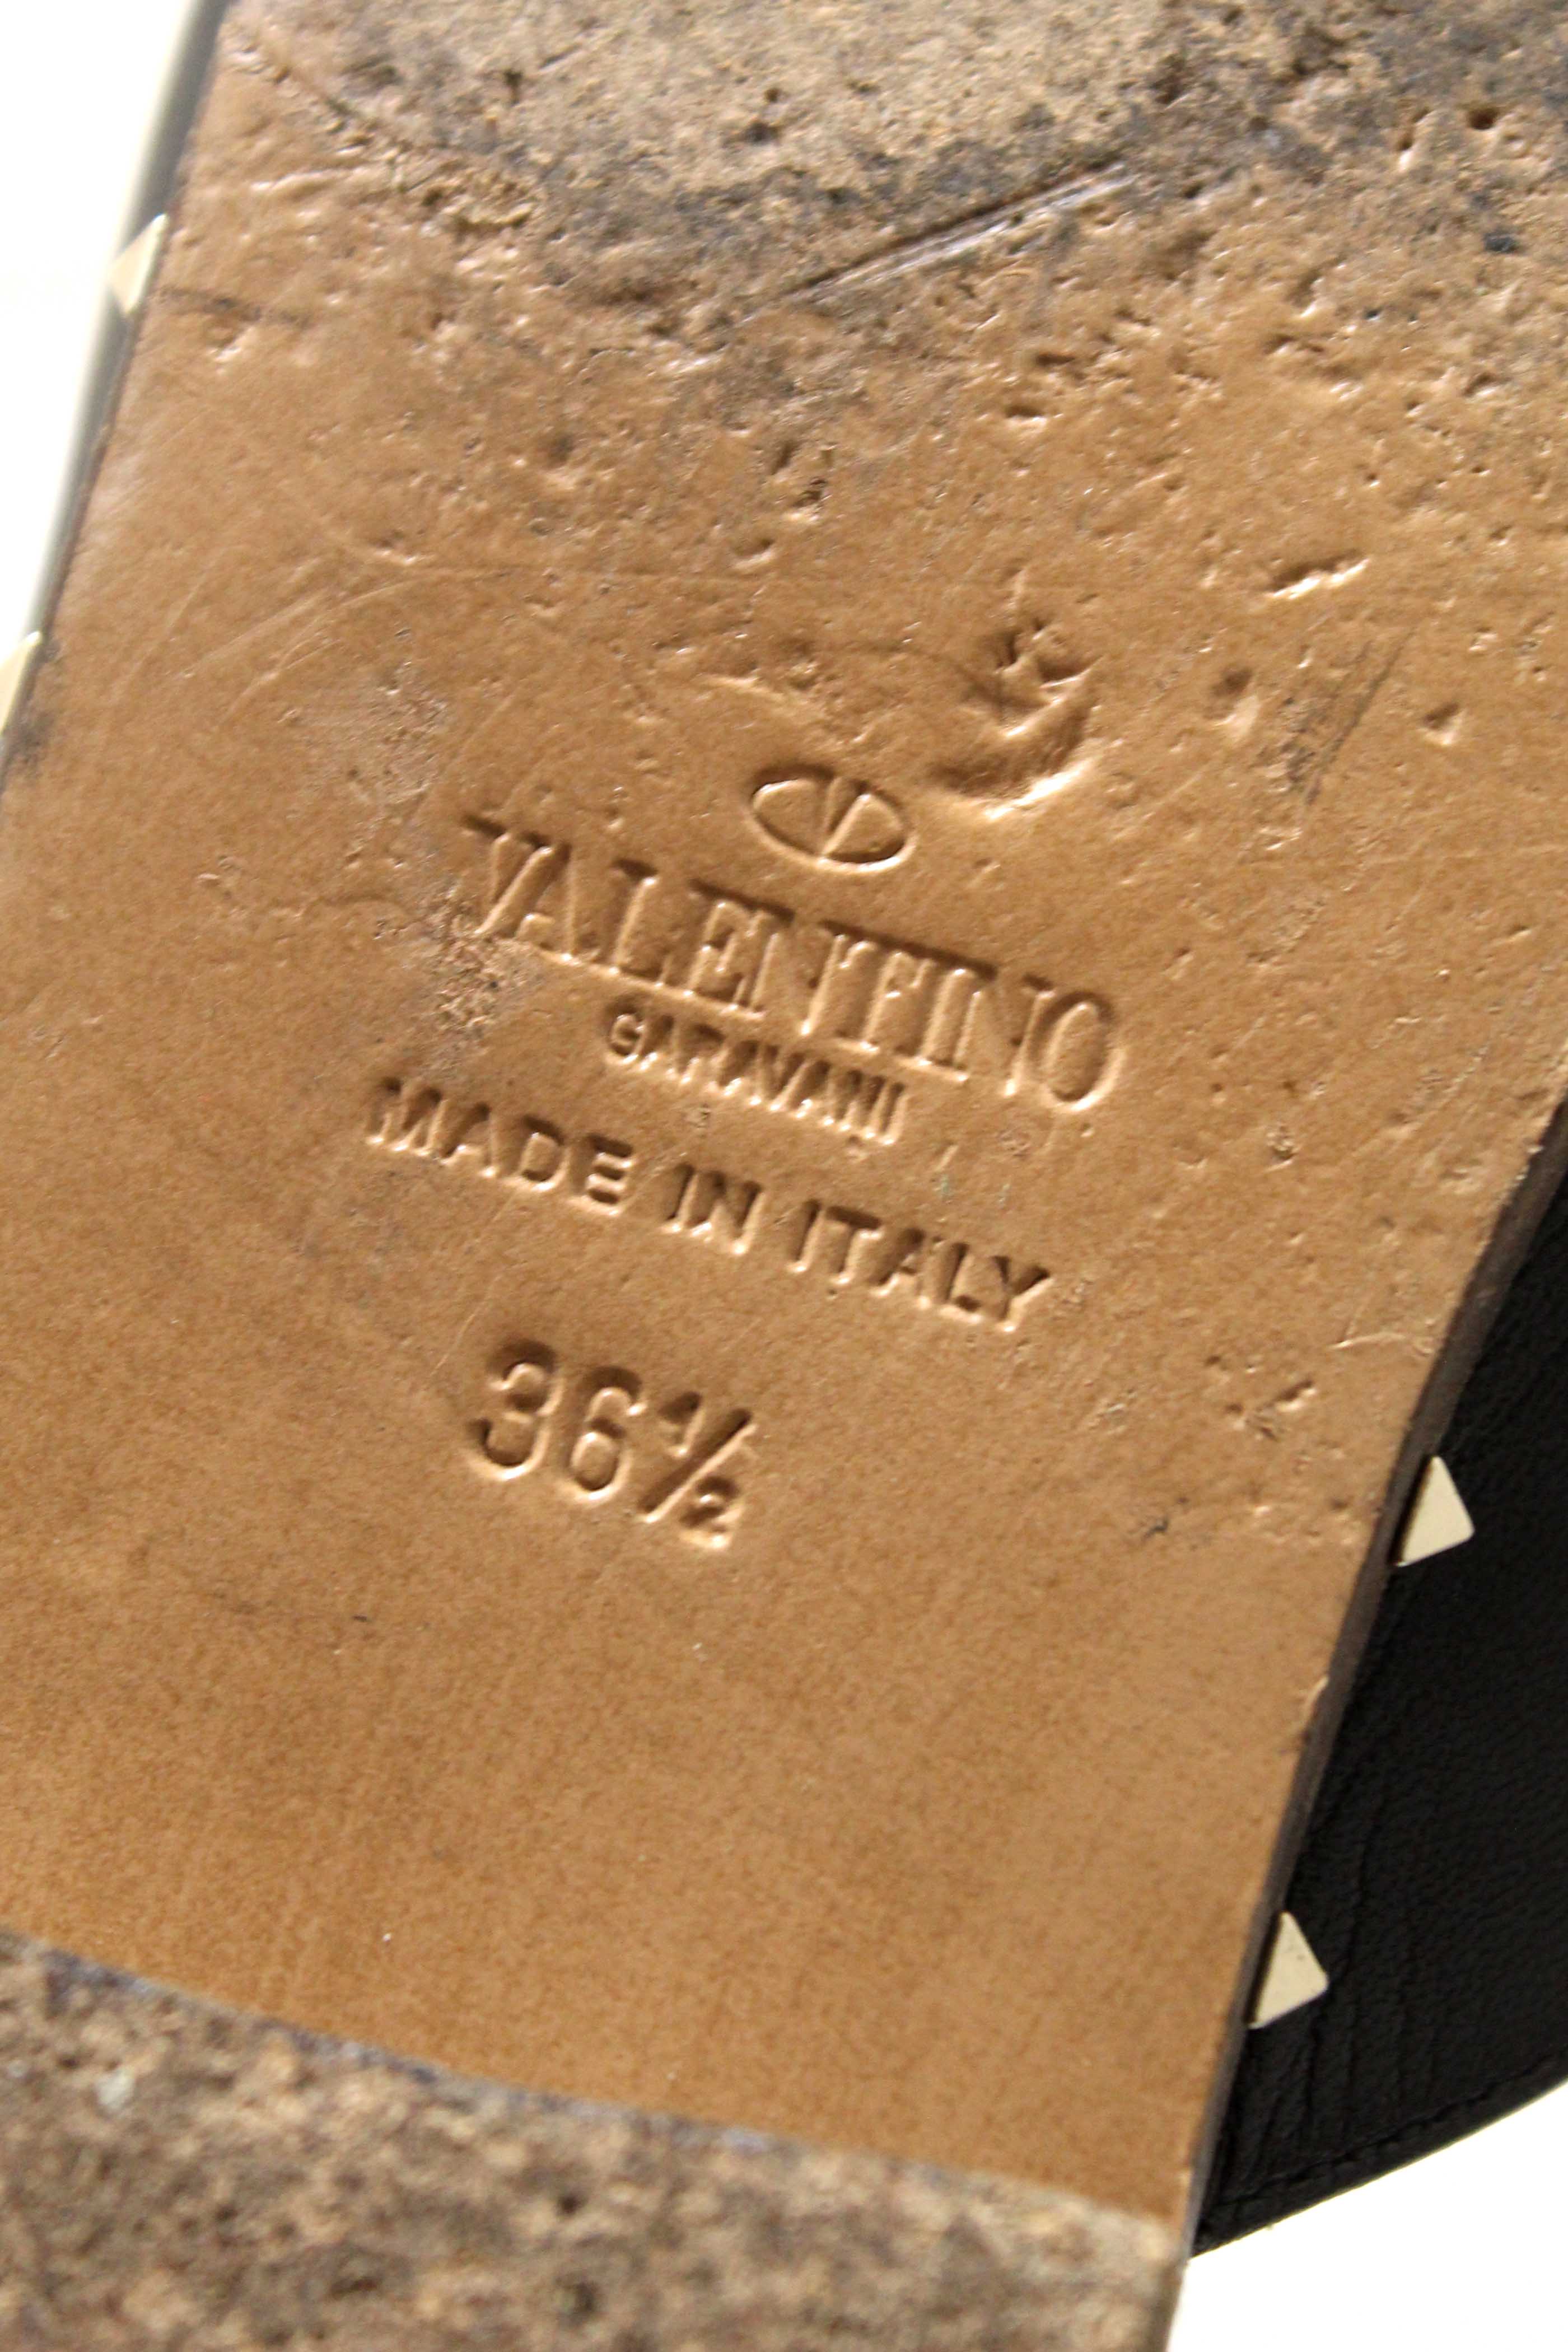 V
VALENTINO
GARAVANI
MADE IN ITALY
36½